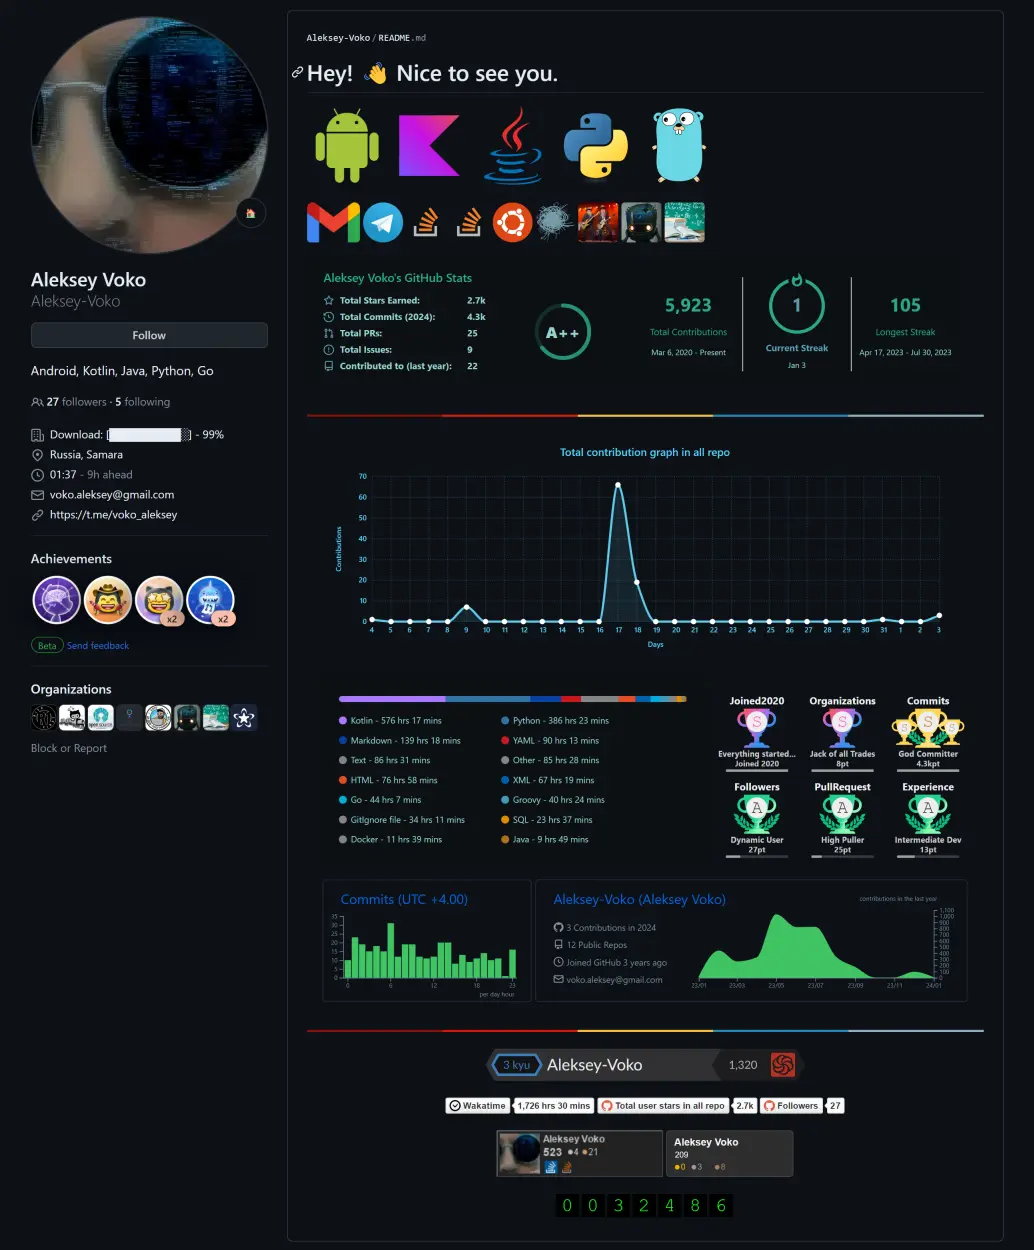 Aleksey Voko
Aleksey-Voko
Follow
Android, Kotlin, Java, Python, Go
27 followers · 5 following
Download: [██████████▒] - 99%
Russia, Samara
01:37 - 9h ahead
voko.aleksey@gmail.com
https://t.me/voko_aleksey
Achievements
x2
x2
Beta Send feedback
Organizations
Block or Report
Aleksey-Voko/README.md
Hey! 👋 Nice to see you.
Aleksey Voko's GitHub Stats
Total Stars Earned: 2.7k
Total Commits (2024): 4.3k
Total PRs: 25
Total Issues: 9
Contributed to (last year): 22
A++
5,923
Total Contributions
Mar 6, 2020 - Present
1
Current Streak
Jan 3
105
Longest Streak
Apr 17, 2023 - Jul 30, 2023
Total contribution graph in all repo
Contributions
70
60
50
40
30
20
10
0
4 5 6 7 8 9 10 11 12 13 14 15 16 17 18 19 20 21 22 23 24 25 26 27 28 29 30 31 1 2 3
Days
Kotlin - 576 hrs 17 mins
Python - 386 hrs 23 mins
Markdown - 139 hrs 18 mins
YAML - 90 hrs 13 mins
Text - 86 hrs 31 mins
Other - 85 hrs 28 mins
HTML - 76 hrs 58 mins
XML - 67 hrs 19 mins
Go - 44 hrs 7 mins
Groovy - 40 hrs 24 mins
GitIgnore file - 34 hrs 11 mins
SQL - 23 hrs 37 mins
Docker - 11 hrs 39 mins
Java - 9 hrs 49 mins
Joined2020
S
Everything started...
Joined 2020
Organizations
S
Jack of all Trades
8pt
Commits
S
God Committer
4.3kpt
Followers
A
Dynamic User
27pt
PullRequest
A
High Puller
25pt
Experience
A
Intermediate Dev
13pt
Commits (UTC +4.00)
35
30
25
20
15
10
5
0
0 6 12 18 23
per day hour
Aleksey-Voko (Aleksey Voko)
3 Contributions in 2024
12 Public Repos
Joined GitHub 3 years ago
voko.aleksey@gmail.com
contributions in the last year
1,100
1,000
900
800
700
600
500
400
300
200
100
0
23/01 23/03 23/05 23/07 23/09 23/11 24/01
3 kyu Aleksey-Voko 1,320
Wakatime 1,726 hrs 30 mins Total user stars in all repo 2.7k Followers 27
Aleksey Voko
523 4 21
Aleksey Voko
209
0 3 8
0 0 3 2 4 8 6